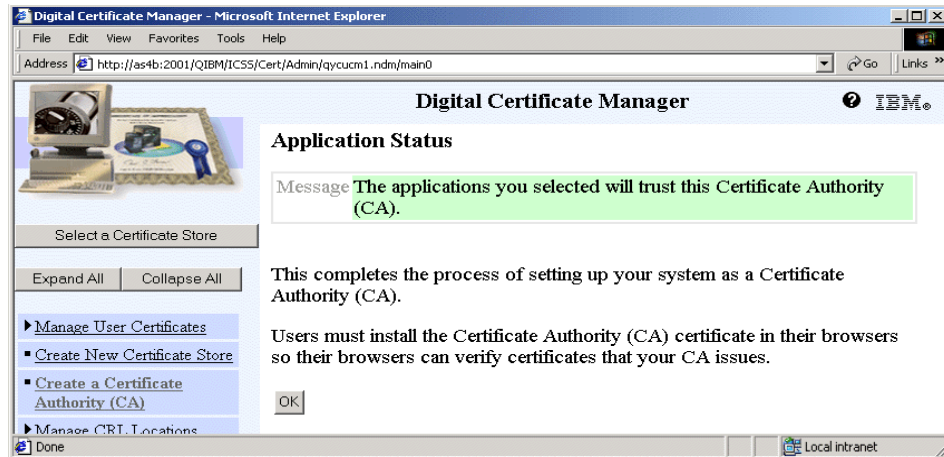 Digital Certificate Manager - Microsoft Internet Explorer
File Edit View Favorites Tools Help
Address http://as4b:2001/QIBM/ICSS/Cert/Admin/qycucm1.ndm/main0 Go Links »
Digital Certificate Manager
IBM®
Application Status
Message The applications you selected will trust this Certificate Authority
(CA).
Select a Certificate Store
Expand All Collapse All
This completes the process of setting up your system as a Certificate
Authority (CA).
Users must install the Certificate Authority (CA) certificate in their browsers
so their browsers can verify certificates that your CA issues.
OK
Manage User Certificates
Create New Certificate Store
Create a Certificate
Authority (CA)
Manage CRL Locations
Done
Local intranet